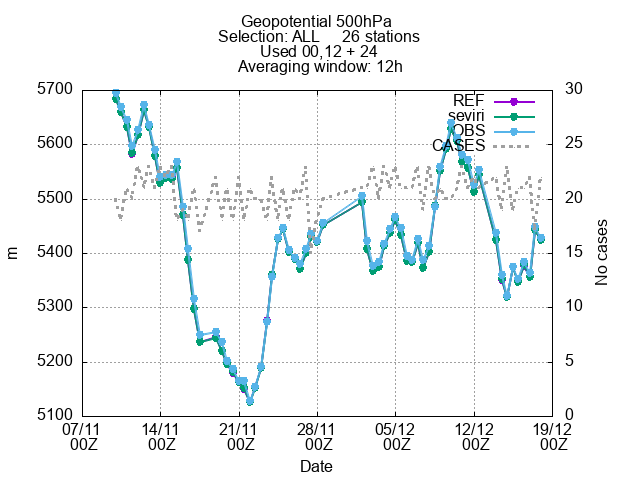 Geopotential 500hPa
Selection: ALL     26 stations
Used 00,12 + 24
Averaging window: 12h
5700
5600
5500
5400
5300
5200
5100
30
25
20
15
10
5
0
REF
seviri
OBS
CASES
m
No cases
07/11 14/11 21/11 28/11 05/12 12/12 19/12
00Z 00Z 00Z 00Z 00Z 00Z 00Z
Date